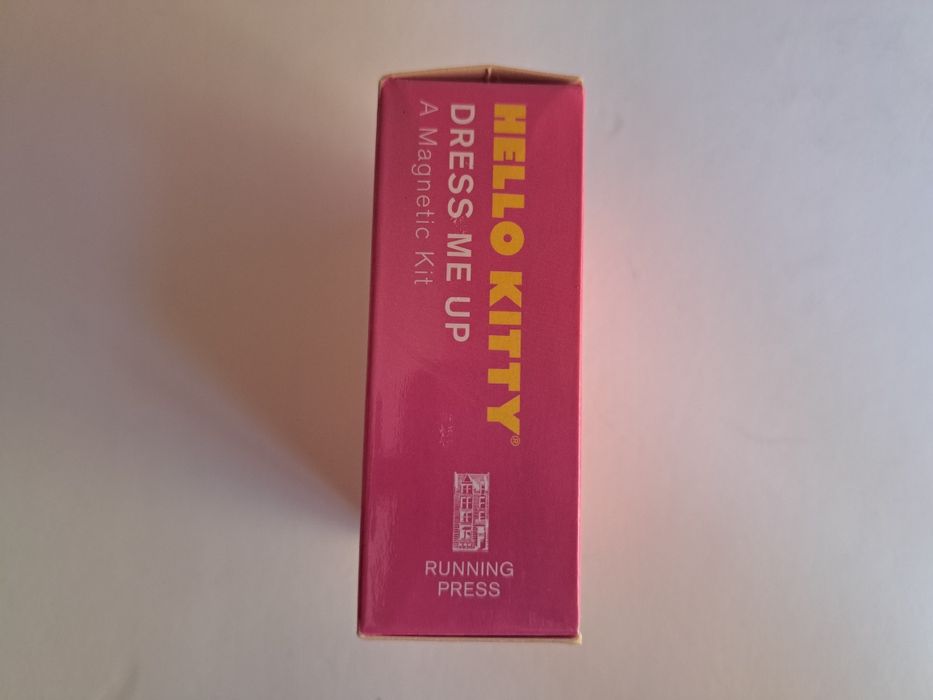 HELLO KITTY®
DRESS ME UP
A Magnetic Kit
RUNNING
PRESS